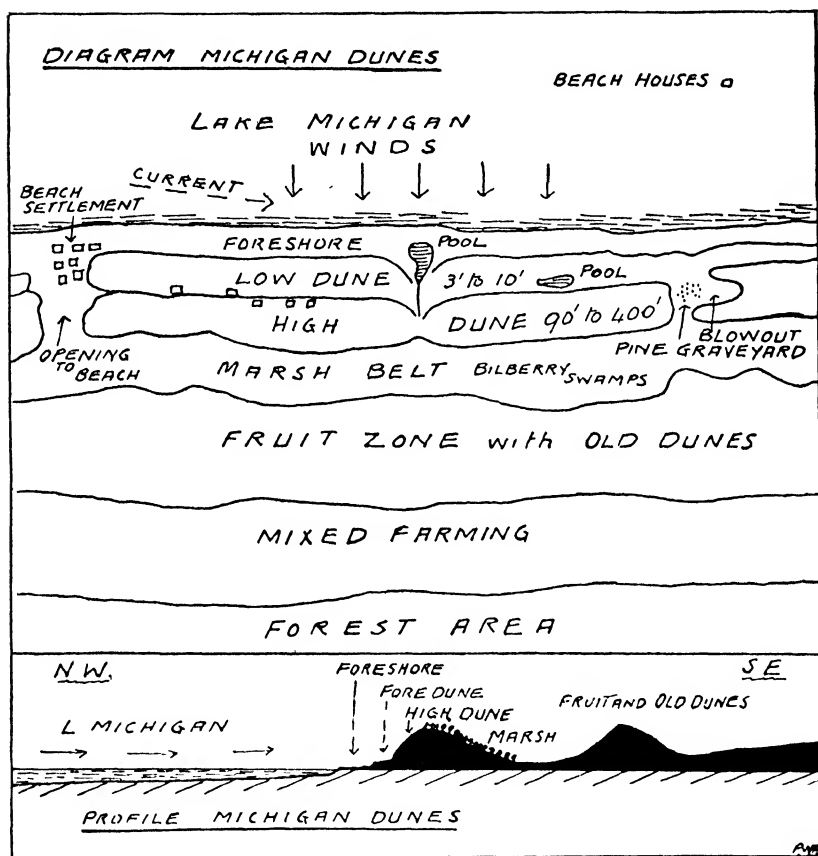 DIAGRAM MICHIGAN DUNES
BEACH HOUSES
LAKE MICHIGAN
WINDS
CURRENT
BEACH
SETTLEMENT
FORESHORE
POOL
LOW DUNE
3' to 10'
POOL
HIGH
DUNE 90' TO 400'
OPENING
TO
BEACH
BLOWOUT
PINE GRAVEYARD
MARSH BELT
BILBERRY SWAMPS
FRUIT ZONE with OLD DUNES
MIXED FARMING
FOREST AREA
N.W.
FORESHORE
S E
FORE DUNE
HIGH DUNE
FRUIT AND OLD DUNES
L MICHIGAN
MARSH
PROFILE MICHIGAN DUNES